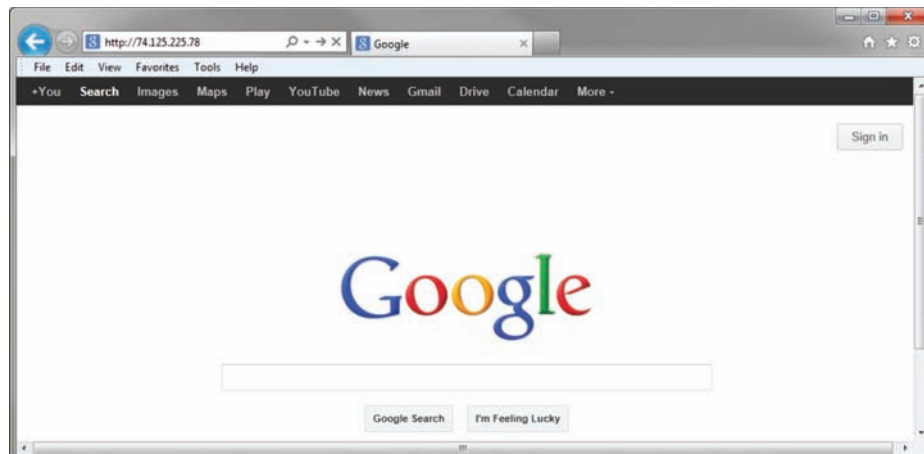 http://74.125.225.78
Google
File Edit View Favorites Tools Help
+You Search Images Maps Play YouTube News Gmail Drive Calendar More
Sign in
Google
Google Search I'm Feeling Lucky